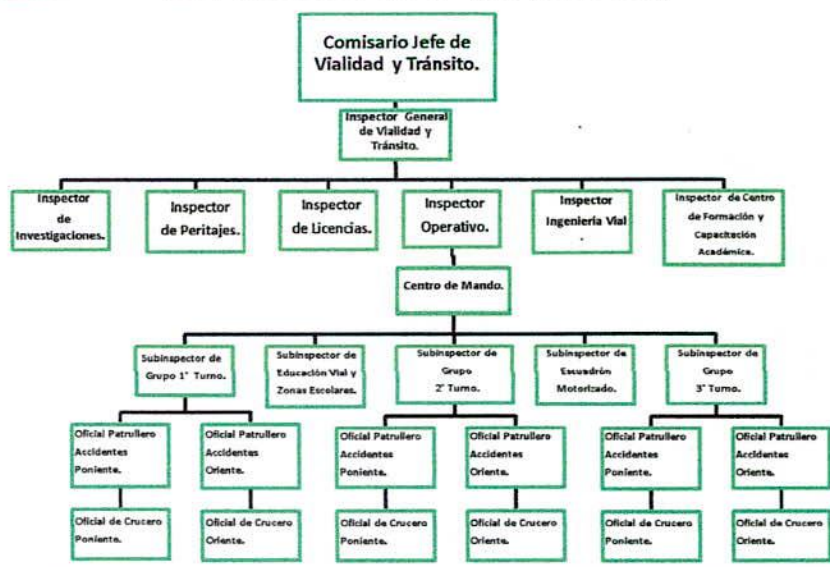 Comisario Jefe de
Vialidad y Tránsito.
Inspector General
de Vialidad y
Tránsito.
Inspector
de
Investigaciones.
Inspector
de Peritajes.
Inspector
de Licencias.
Inspector
Operativo.
Inspector
Ingeniería Vial
.
Inspector de Centro
de Formación y
Capacitación
Académica.
Centro de Mando.
Subinspector de
Grupo 1° Turno.
Subinspector de
Educación Vial y
Zonas Escolares.
Subinspector de
Grupo
2° Turno.
Subinspector de
Escuadrón
Motorizado.
Subinspector de
Grupo
3° Turno.
Oficial Patrullero
Accidentes
Poniente.
Oficial Patrullero
Accidentes
Oriente.
Oficial Patrullero
Accidentes
Poniente.
Oficial Patrullero
Accidentes
Oriente.
Oficial Patrullero
Accidentes
Poniente.
Oficial Patrullero
Accidentes
Oriente.
Oficial de Crucero
Poniente.
Oficial de Crucero
Oriente.
Oficial de Crucero
Poniente.
Oficial de Crucero
Oriente.
Oficial de Crucero
Poniente.
Oficial de Crucero
Oriente.